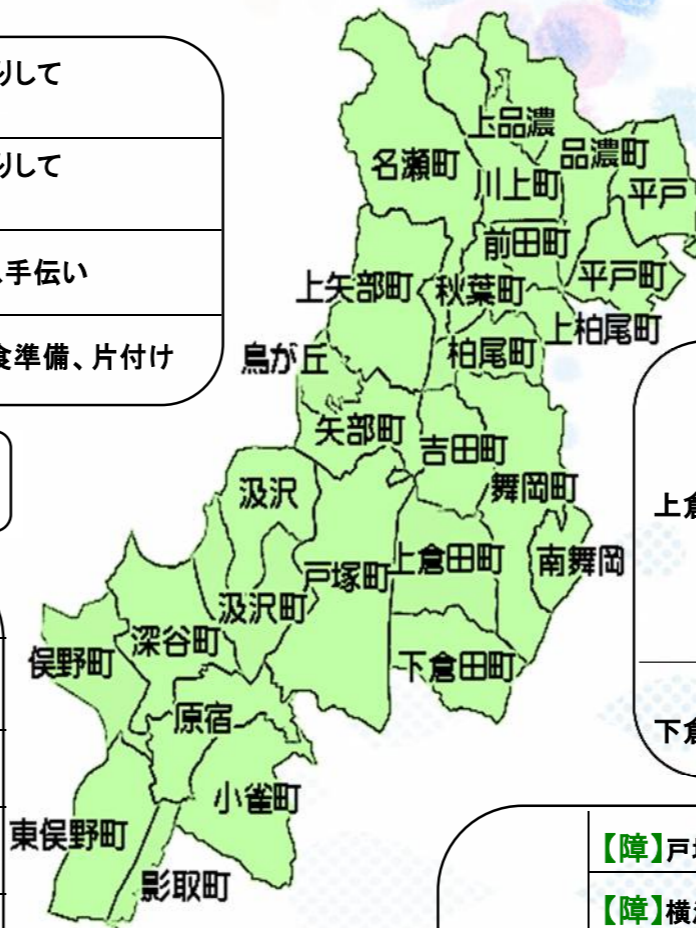 りして
りして
、手伝い
食準備、片付け
上品濃
品濃町
名瀬町
川上町
平戸
前田町
上矢部町
秋葉町
平戸町
上柏尾町
鳥が丘
柏尾町
矢部町
吉田町
舞岡町
汲沢
上倉
戸塚町
上倉田町
南舞岡
汲沢町
深谷町
俣野町
下倉田町
原宿
下倉
小雀町
東俣野町
影取町
【障】戸塚
【障】横浜